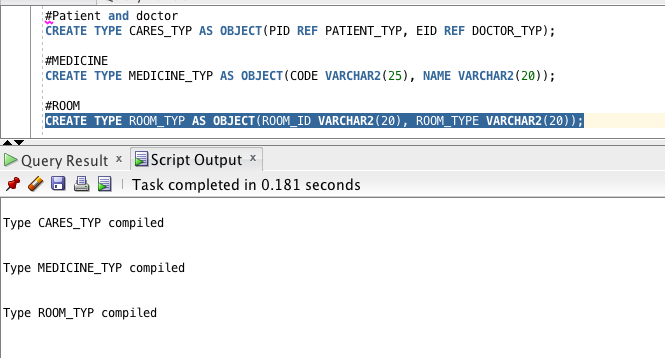 #Patient and doctor
CREATE TYPE CARES_TYP AS OBJECT(PID REF PATIENT_TYP, EID REF DOCTOR_TYP);
#MEDICINE
CREATE TYPE MEDICINE_TYP AS OBJECT(CODE VARCHAR2(25), NAME VARCHAR2(20));
#ROOM
CREATE TYPE ROOM_TYP AS OBJECT(ROOM_ID VARCHAR2(20), ROOM_TYPE VARCHAR2(20));
Query Result x Script Output x
Task completed in 0.181 seconds
Type CARES_TYP compiled
Type MEDICINE_TYP compiled
Type ROOM_TYP compiled